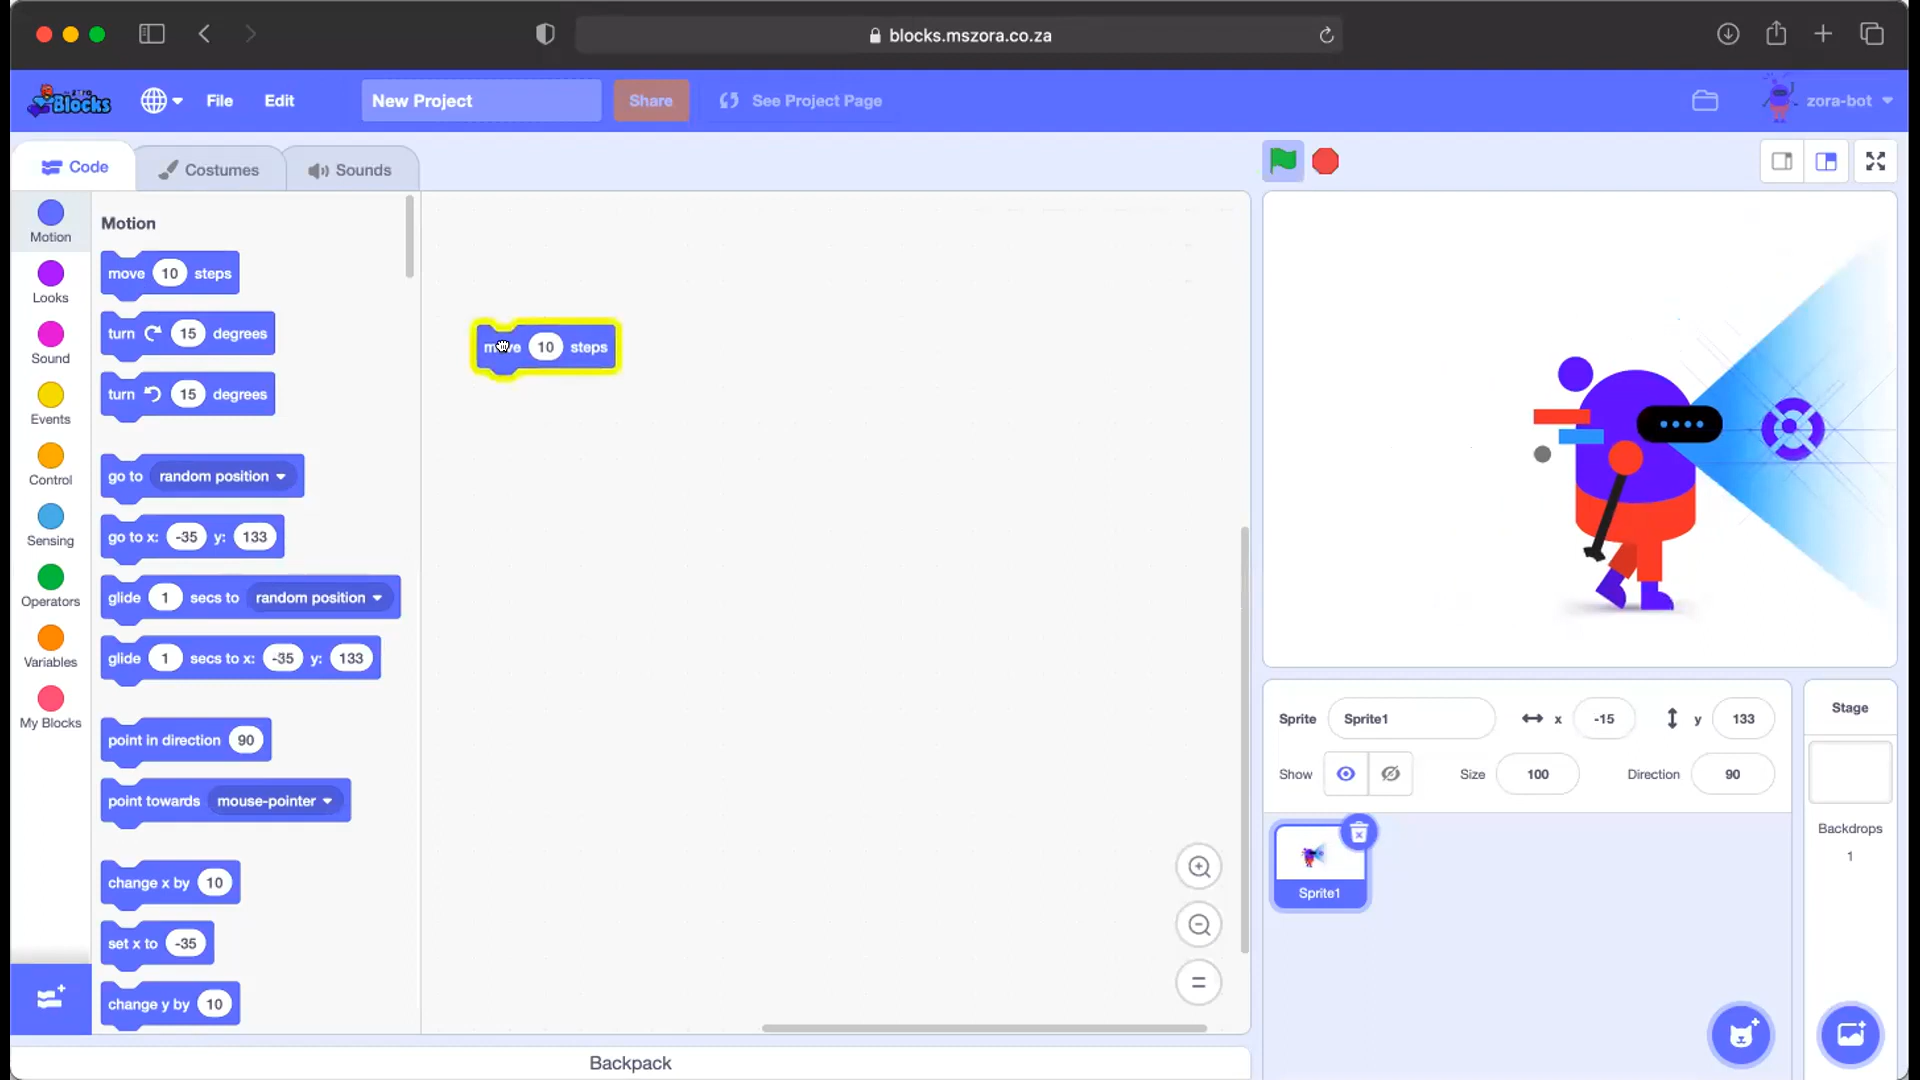 blocks.mszora.co.za
Blocks
File
Edit
New Project
Share
See Project Page
zora-bot
Code
Costumes
Sounds
Motion
Looks
Sound
Events
Control
Sensing
Operators
Variables
My Blocks
Motion
move 10 steps
turn 15 degrees
turn 15 degrees
go to random position
go to x: -35 y: 133
glide 1 secs to random position
glide 1 secs to x: -35 y: 133
point in direction 90
point towards mouse-pointer
change x by 10
set x to -35
change y by 10
move 10 steps
Backpack
Sprite Sprite1 x -15 y 133
Show Size 100 Direction 90
Sprite1
Stage
Backdrops
1